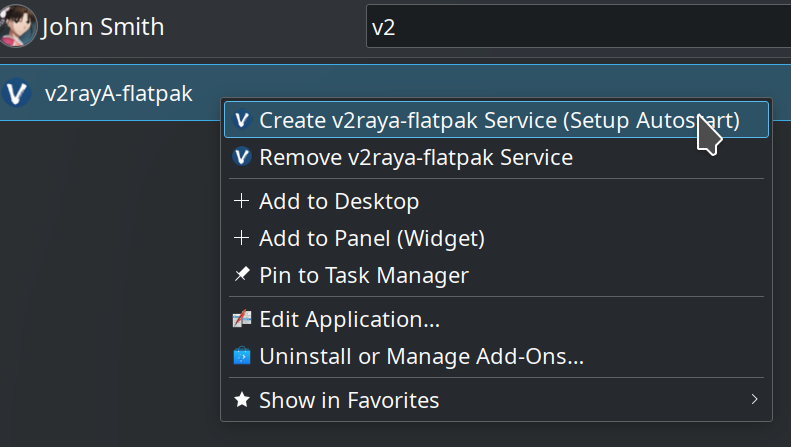 John Smith
v2
v2rayA-flatpak
Create v2raya-flatpak Service (Setup Autostart)
Remove v2raya-flatpak Service
Add to Desktop
Add to Panel (Widget)
Pin to Task Manager
Edit Application...
Uninstall or Manage Add-Ons...
Show in Favorites